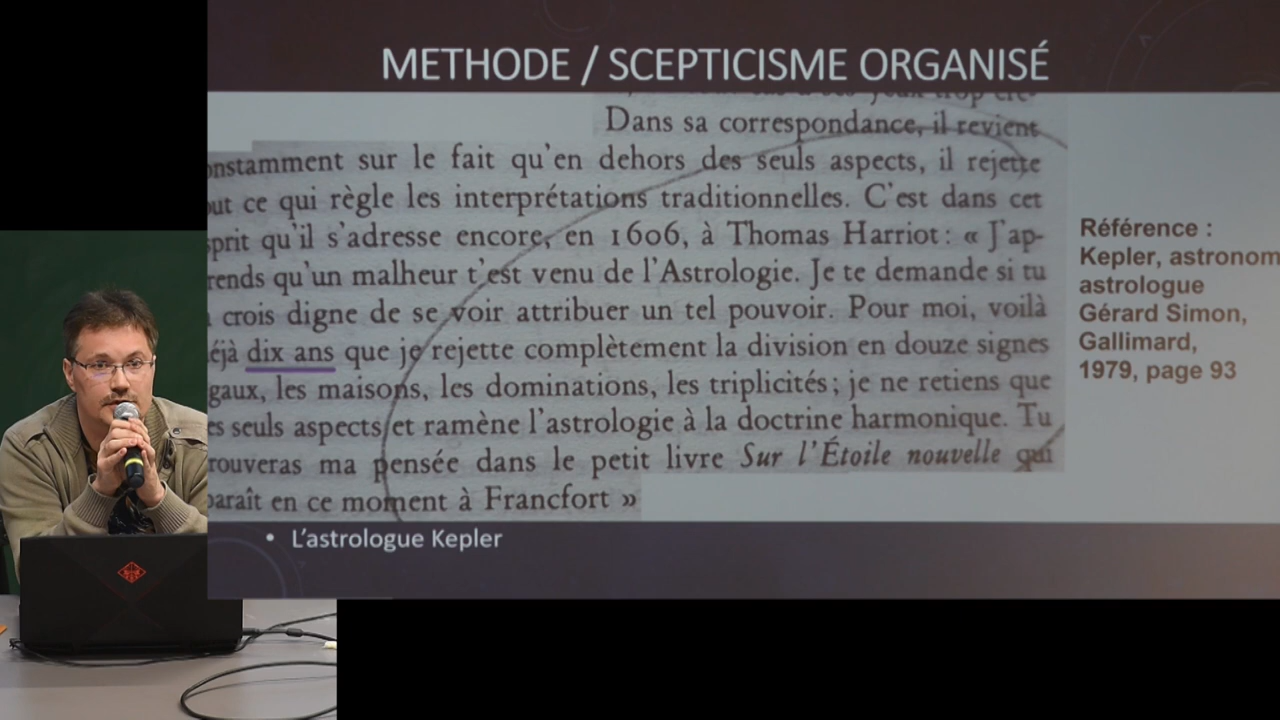 METHODE / SCEPTICISME ORGANISÉ
Dans sa correspondance, il revient
onstamment sur le fait qu'en dehors des seuls aspects, il rejette
ut ce qui règle les interprétations traditionnelles. C'est dans cet
sprit qu'il s'adresse encore, en 1606, à Thomas Harriot : « J'ap-
rends qu'un malheur t'est venu de l'Astrologie. Je te demande si tu
crois digne de se voir attribuer un tel pouvoir. Pour moi, voilà
éjà dix ans que je rejette complètement la division en douze signes
gaux, les maisons, les dominations, les triplicités ; je ne retiens que
es seuls aspects et ramène l'astrologie à la doctrine harmonique. Tu
rouveras ma pensée dans le petit livre Sur l'Étoile nouvelle qui
paraît en ce moment à Francfort »
• L'astrologue Kepler
Référence :
Kepler, astronom
astrologue
Gérard Simon,
Gallimard,
1979, page 93